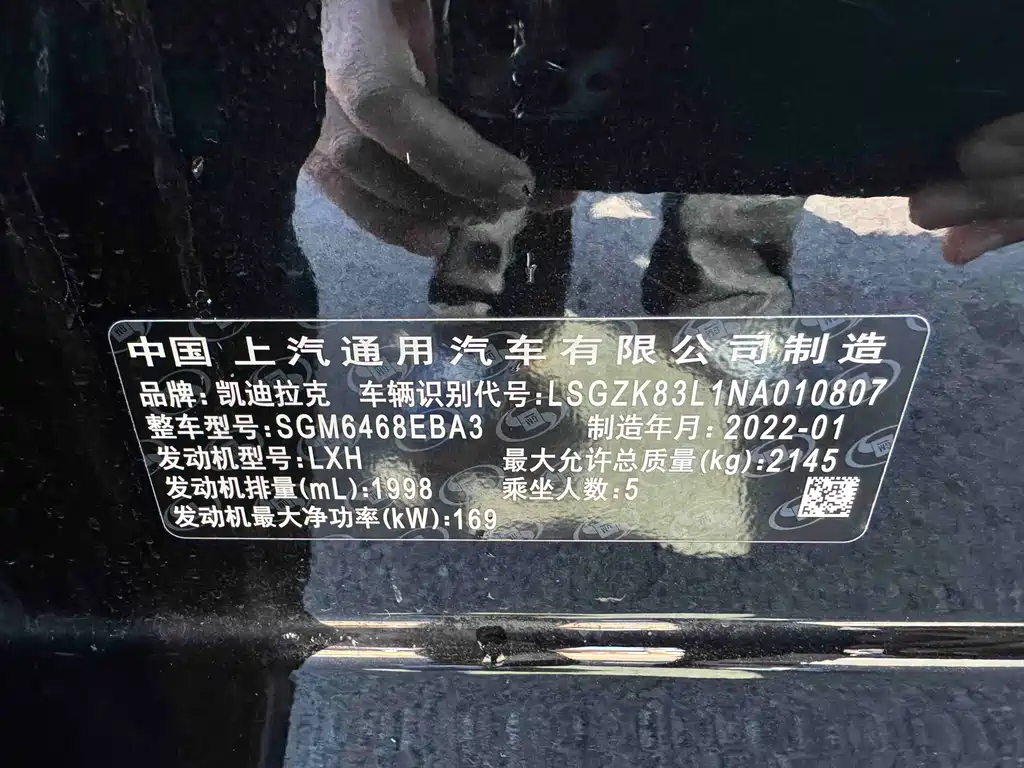 中国 上汽通用汽车有限公司制造
品牌：凯迪拉克 车辆识别代号：LSGZK83L1NA010807
整车型号：SGM6468EBA3 制造年月：2022-01
发动机型号：LXH 最大允许总质量(kg)：2145
发动机排量(mL)：1998 乘坐人数：5
发动机最大净功率(kW)：169